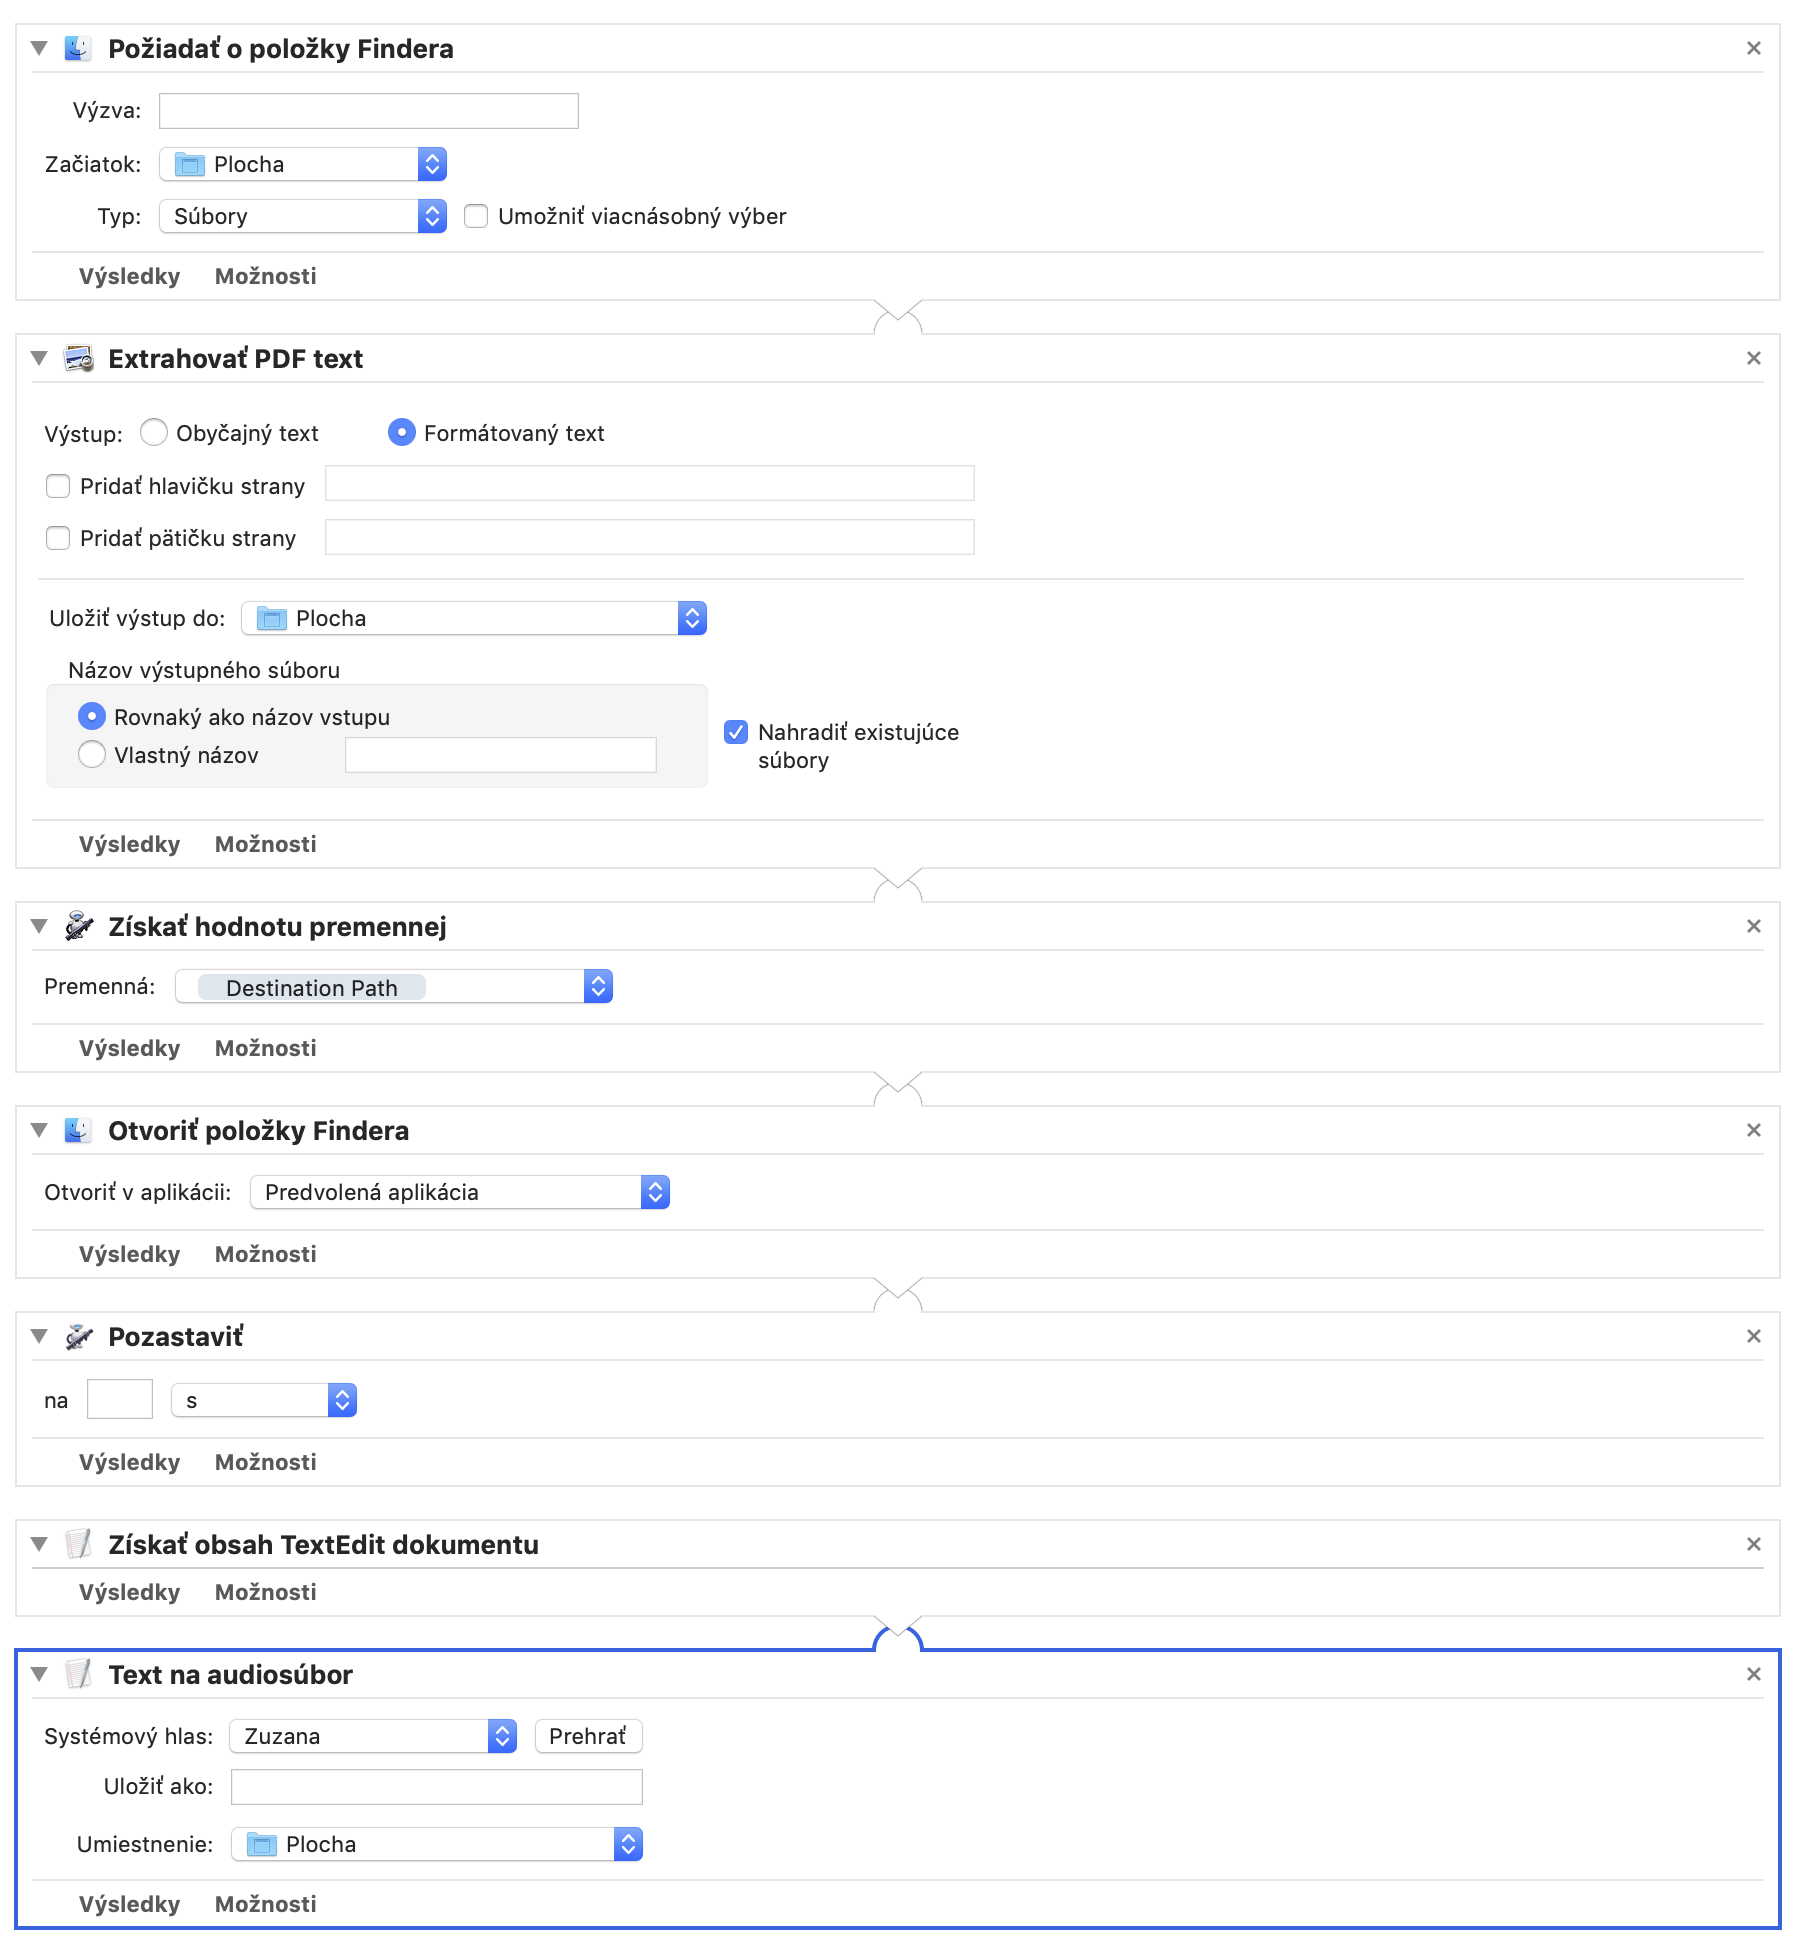 Požiadať o položky Findera
Výzva:
Začiatok: Plocha
Typ: Súbory Umožniť viacnásobný výber
Výsledky Možnosti
Extrahovať PDF text
Výstup: Obyčajný text Formátovaný text
Pridať hlavičku strany
Pridať pätičku strany
Uložiť výstup do: Plocha
Názov výstupného súboru
Rovnaký ako názov vstupu
Vlastný názov
Nahradiť existujúce
súbory
Výsledky Možnosti
Získať hodnotu premennej
Premenná: Destination Path
Výsledky Možnosti
Otvoriť položky Findera
Otvoriť v aplikácii: Predvolená aplikácia
Výsledky Možnosti
Pozastaviť
na s
Výsledky Možnosti
Získať obsah TextEdit dokumentu
Výsledky Možnosti
Text na audiosúbor
Systémový hlas: Zuzana Prehrať
Uložiť ako:
Umiestnenie: Plocha
Výsledky Možnosti